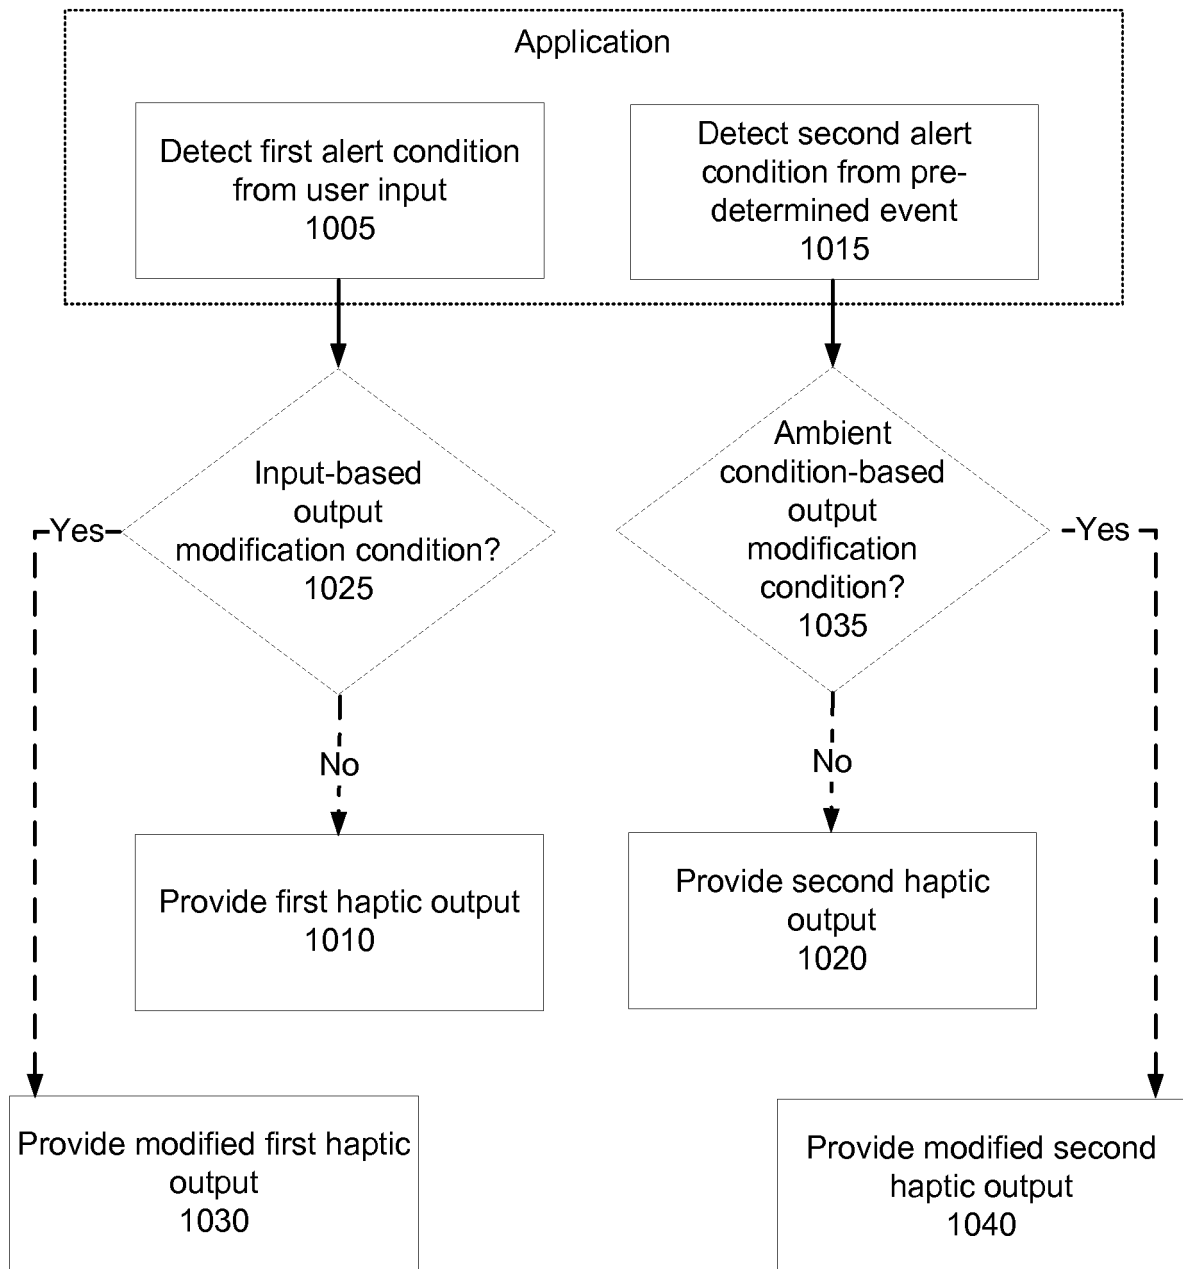 Application
Detect first alert condition
from user input
1005
Detect second alert
condition from pre-
determined event
1015
Input-based
output
modification condition?
1025
Ambient
condition-based
output
modification
condition?
1035
Yes
Yes
No
No
Provide first haptic output
1010
Provide second haptic
output
1020
Provide modified first haptic
output
1030
Provide modified second
haptic output
1040